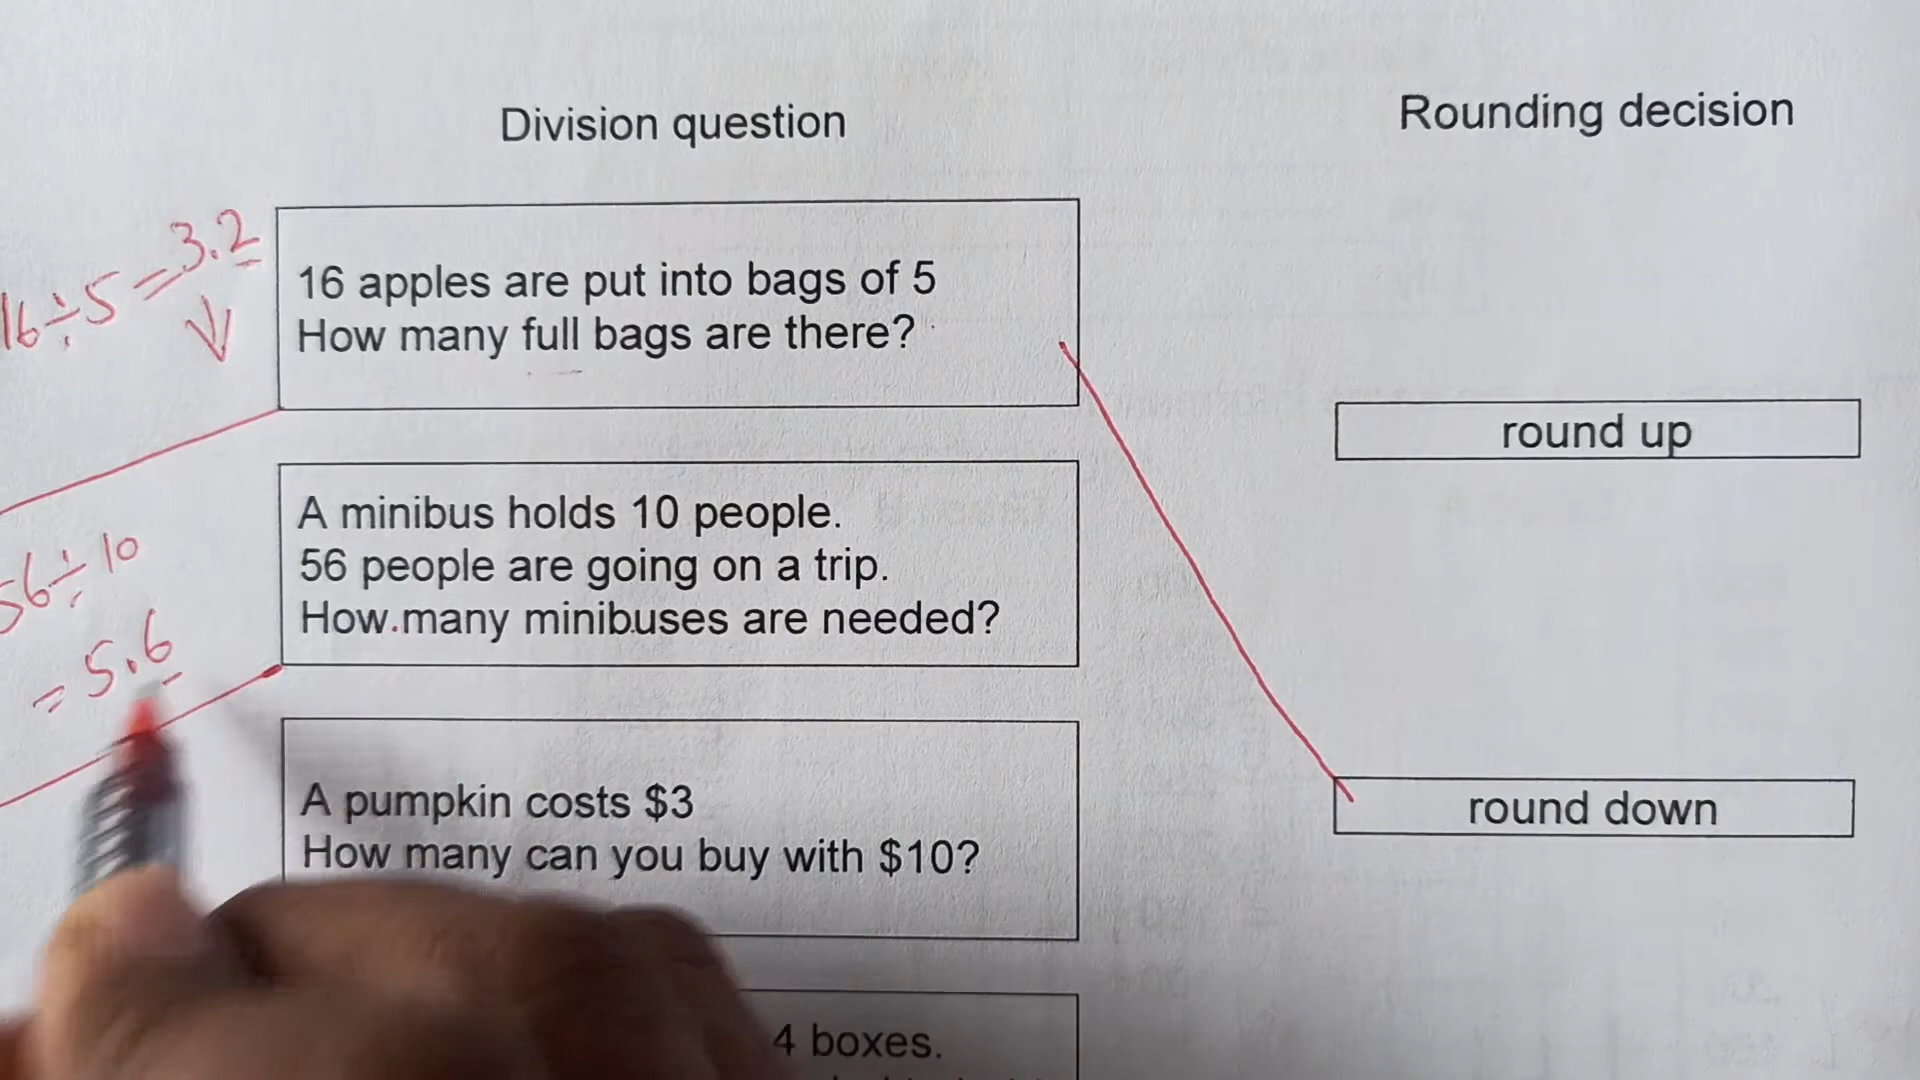 Division question
Rounding decision
16 ÷ 5 = 3.2
16 apples are put into bags of 5
How many full bags are there?
round up
56 ÷ 10
= 5.6
A minibus holds 10 people.
56 people are going on a trip.
How many minibuses are needed?
round down
A pumpkin costs $3
How many can you buy with $10?
4 boxes.